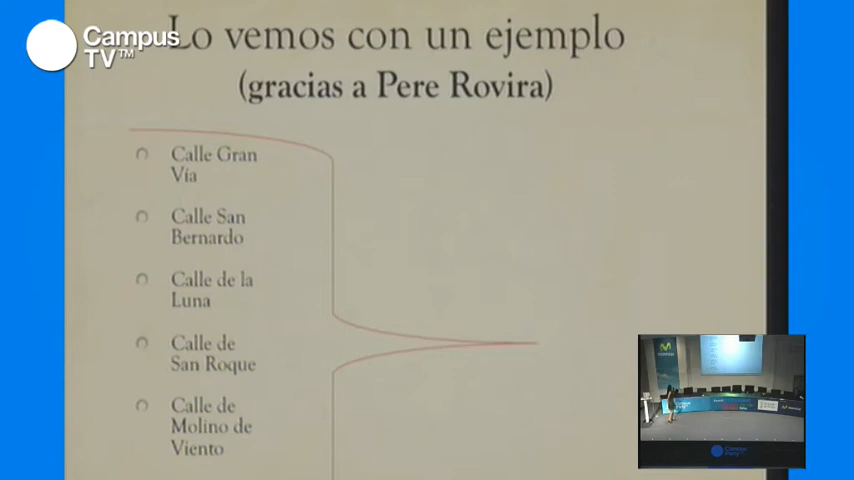 Campus
TV™
Lo vemos con un ejemplo
(gracias a Pere Rovira)
Calle Gran
Vía
Calle San
Bernardo
Calle de la
Luna
Calle de
San Roque
Calle de
Molino de
Viento